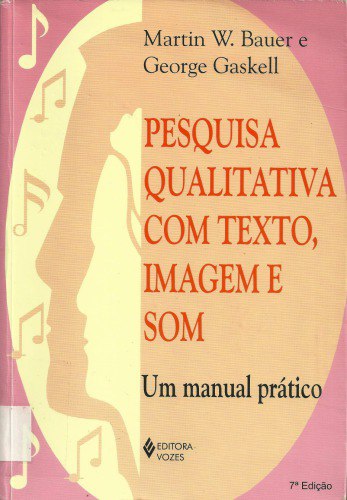 Martin W. Bauer e
George Gaskell
PESQUISA
QUALITATIVA
COM TEXTO,
IMAGEM E
SOM
Um manual prático
EDITORA
VOZES
7ª Edição